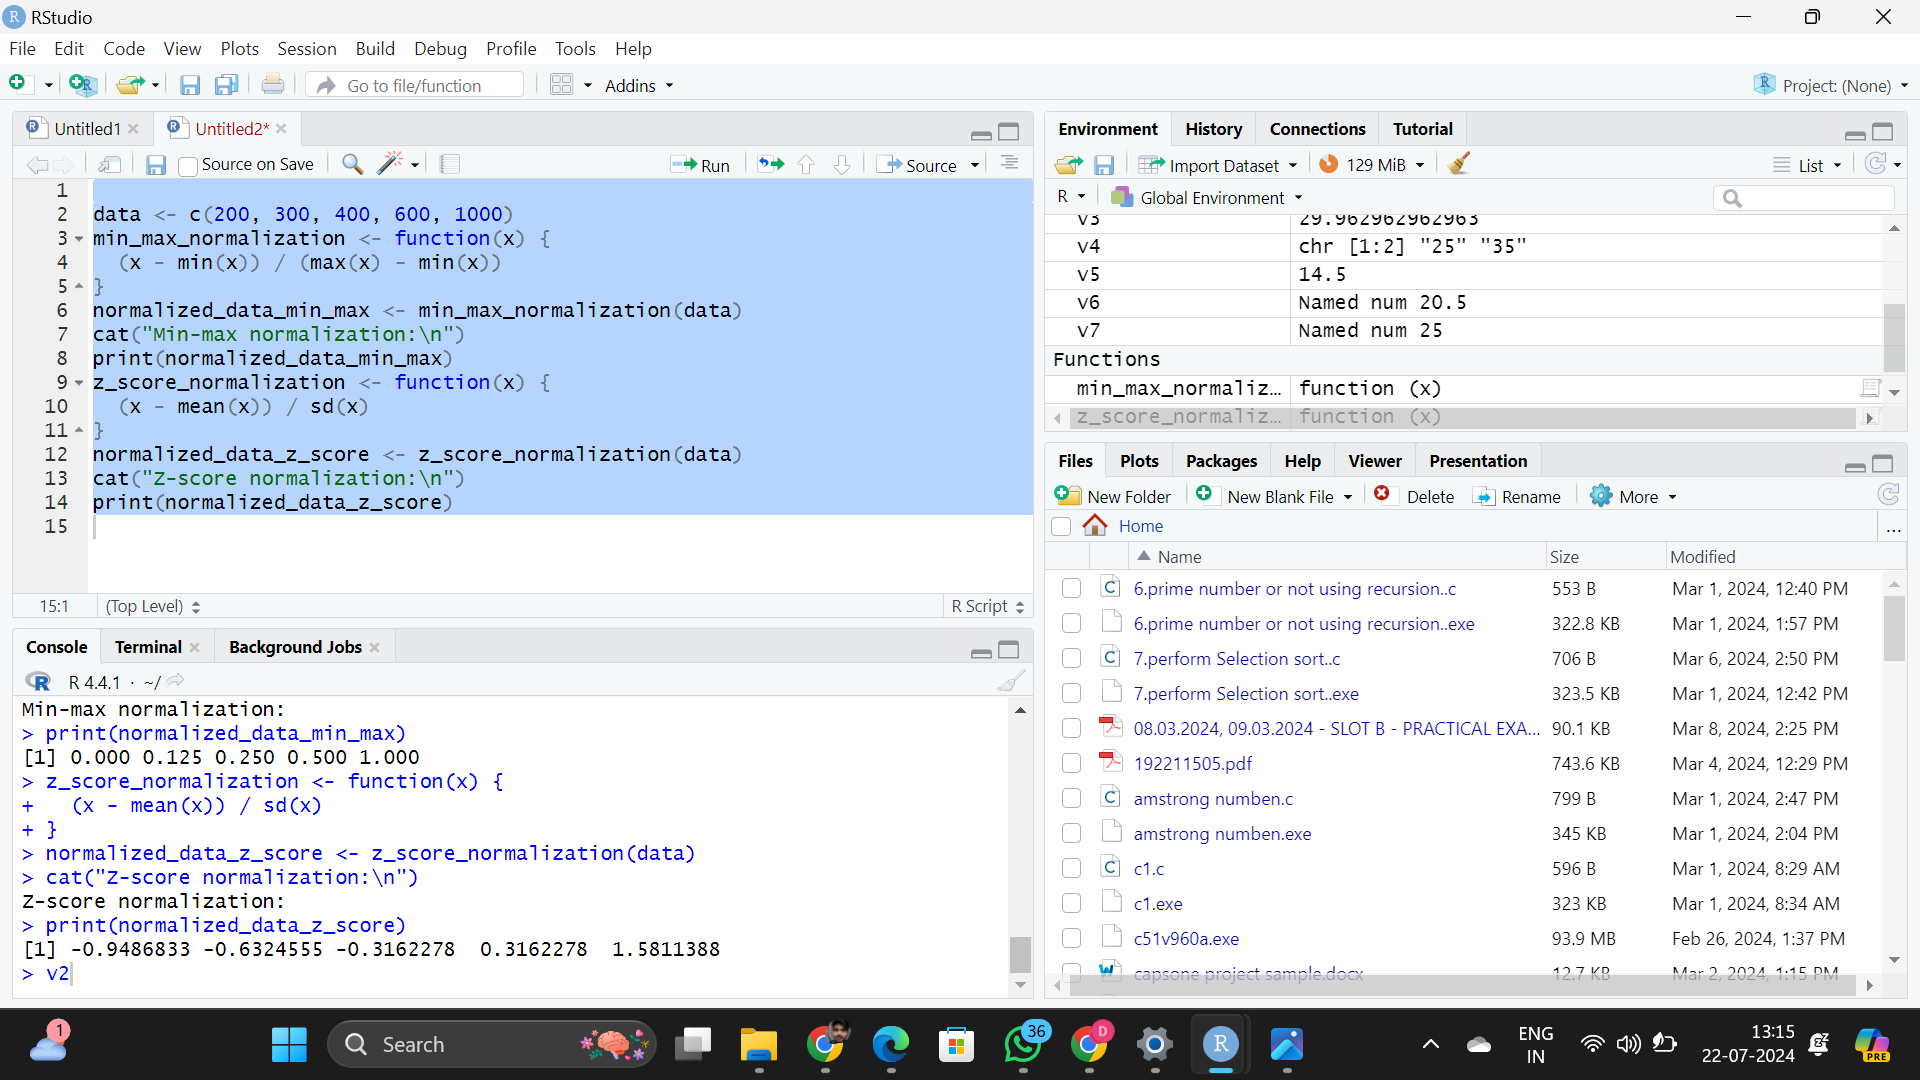 RStudio
File Edit Code View Plots Session Build Debug Profile Tools Help
Go to file/function Addins Project: (None)
Untitled1 Untitled2*
Source on Save Run Source
1
2 data <- c(200, 300, 400, 600, 1000)
3 min_max_normalization <- function(x) {
4 (x - min(x)) / (max(x) - min(x))
5 }
6 normalized_data_min_max <- min_max_normalization(data)
7 cat("Min-max normalization:\n")
8 print(normalized_data_min_max)
9 z_score_normalization <- function(x) {
10 (x - mean(x)) / sd(x)
11 }
12 normalized_data_z_score <- z_score_normalization(data)
13 cat("Z-score normalization:\n")
14 print(normalized_data_z_score)
15
15:1 (Top Level) R Script
Console Terminal Background Jobs
R 4.4.1 · ~/
Min-max normalization:
> print(normalized_data_min_max)
[1] 0.000 0.125 0.250 0.500 1.000
> z_score_normalization <- function(x) {
+ (x - mean(x)) / sd(x)
+ }
> normalized_data_z_score <- z_score_normalization(data)
> cat("Z-score normalization:\n")
Z-score normalization:
> print(normalized_data_z_score)
[1] -0.9486833 -0.6324555 -0.3162278 0.3162278 1.5811388
> v2
Environment History Connections Tutorial
Import Dataset 129 MiB List
R Global Environment
v3 29.962962962963
v4 chr [1:2] "25" "35"
v5 14.5
v6 Named num 20.5
v7 Named num 25
Functions
min_max_normaliz… function (x)
z_score_normaliz… function (x)
Files Plots Packages Help Viewer Presentation
New Folder New Blank File Delete Rename More
Home ...
Name Size Modified
6.prime number or not using recursion..c 553 B Mar 1, 2024, 12:40 PM
6.prime number or not using recursion..exe 322.8 KB Mar 1, 2024, 1:57 PM
7.perform Selection sort..c 706 B Mar 6, 2024, 2:50 PM
7.perform Selection sort..exe 323.5 KB Mar 1, 2024, 12:42 PM
08.03.2024, 09.03.2024 - SLOT B - PRACTICAL EXA... 90.1 KB Mar 8, 2024, 2:25 PM
192211505.pdf 743.6 KB Mar 4, 2024, 12:29 PM
amstrong numben.c 799 B Mar 1, 2024, 2:47 PM
amstrong numben.exe 345 KB Mar 1, 2024, 2:04 PM
c1.c 596 B Mar 1, 2024, 8:29 AM
c1.exe 323 KB Mar 1, 2024, 8:34 AM
c51v960a.exe 93.9 MB Feb 26, 2024, 1:37 PM
capsone project sample.docx 12.7 KB Mar 2, 2024, 1:15 PM
1 Search 36 D R ENG 13:15
IN 22-07-2024 PRE